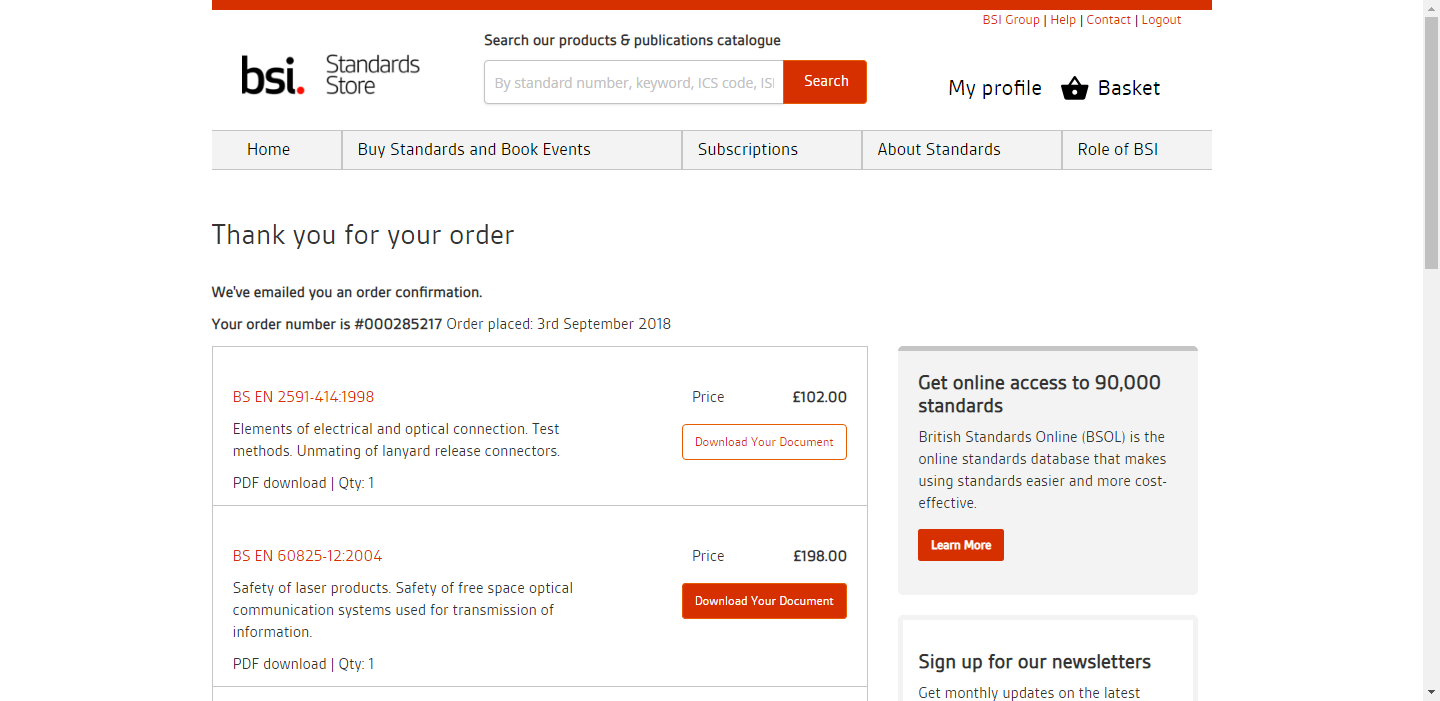 BSI Group | Help | Contact | Logout
Search our products & publications catalogue
bsi. Standards Store
By standard number, keyword, ICS code, ISI
Search
My profile
Basket
Home
Buy Standards and Book Events
Subscriptions
About Standards
Role of BSI
Thank you for your order
We've emailed you an order confirmation.
Your order number is #000285217 Order placed: 3rd September 2018
BS EN 2591-414:1998
Price £102.00
Elements of electrical and optical connection. Test
methods. Unmating of lanyard release connectors.
Download Your Document
PDF download | Qty: 1
BS EN 60825-12:2004
Price £198.00
Safety of laser products. Safety of free space optical
communication systems used for transmission of
information.
Download Your Document
PDF download | Qty: 1
Get online access to 90,000
standards
British Standards Online (BSOL) is the
online standards database that makes
using standards easier and more cost-
effective.
Learn More
Sign up for our newsletters
Get monthly updates on the latest